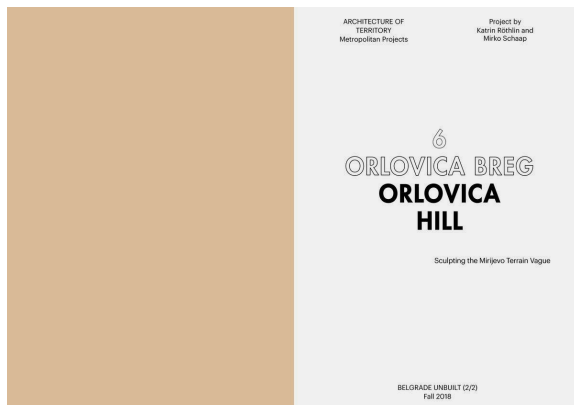 ARCHITECTURE OF
TERRITORY
Metropolitan Projects
Project by
Katrin Röthlin and
Mirko Schaap
6
ORLOVICA BREG
ORLOVICA
HILL
Sculpting the Mirijevo Terrain Vague
BELGRADE UNBUILT (2/2)
Fall 2018